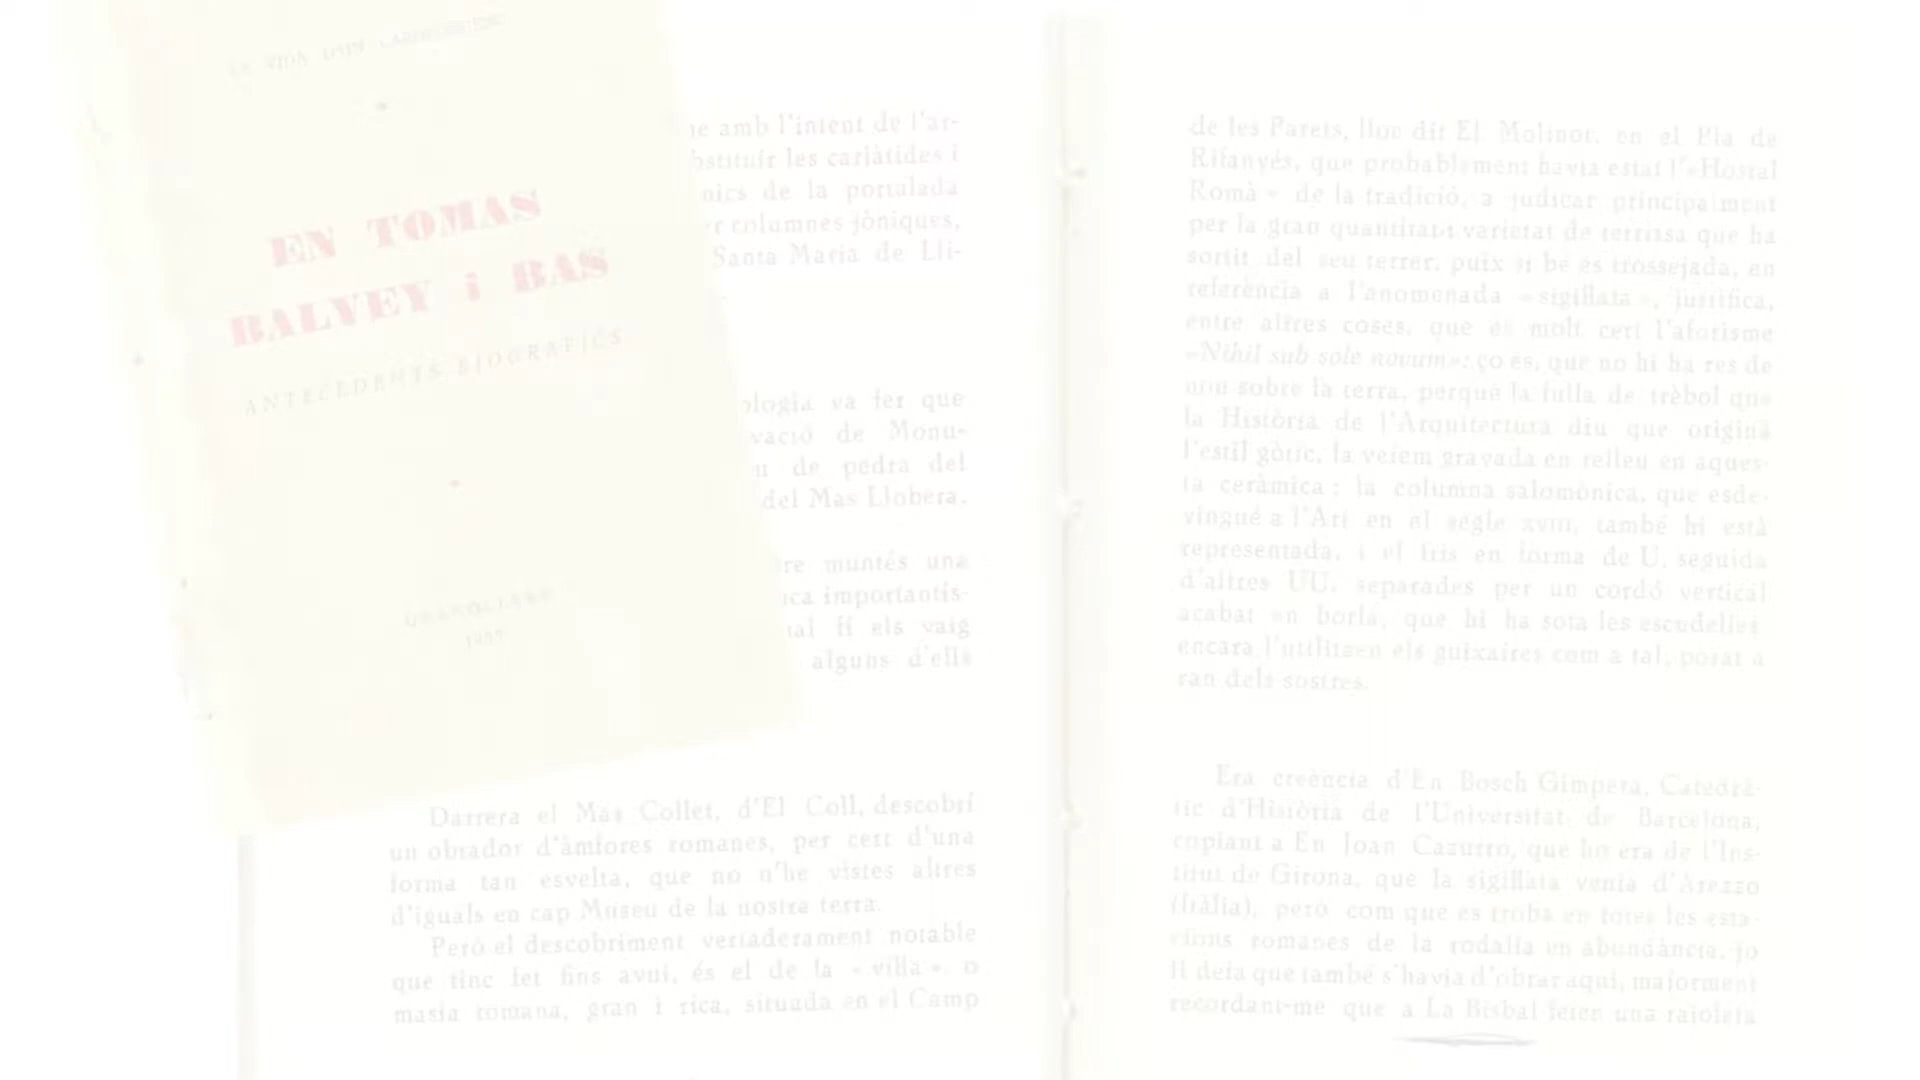 EN TOMAS
BALVEY i BAS
ANTECEDENTS BIOGRAFICS
GRANOLLERS
amb l'intent de l'ar-
les cariàtides i
de la portalada
columnes jòniques,
Santa Maria de Lli-
va fer que
de Monu-
de pedra del
del Mas Llobera,
muntés una
importantís-
li els vaig
alguns d'ells
Darrera el Mas Collet, d'El Coll, descobrí
un obrador d'àmfores romanes, per cert d'una
forma tan esvelta, que no n'he vistes altres
d'iguals en cap Museu de la nostra terra.
Però el descobriment vertaderament notable
que tinc fet fins avui, és el de la «villa», o
masia romana, gran i rica, situada en el Camp
de les Parets, lloc dit El Molinot, en el Pla de
Rifanyés, que probablement havia estat l'«Hostal
Romà» de la tradició, a judicar principalment
per la gran quantitat i varietat de terrissa que ha
sortit del seu terrer, puix si bé és trossejada, en
referència a l'anomenada «sigillata», justifica,
entre altres coses, que és molt cert l'aforisme
«Nihil sub sole novum»: ço és, que no hi ha res de
nou sobre la terra, perquè la fulla de trèbol que
la Història de l'Arquitectura diu que originà
l'estil gòtic, la veiem gravada en relleu en aques-
ta ceràmica: la columna salomònica, que esde-
vingué a l'Art en el segle XVIII, també hi està
representada, i el fris en forma de U, seguida
d'altres UU, separades per un cordó vertical
acabat en borla, que hi ha sota les escudelles
encara l'utilitzen els guixaires com a tal, posat a
ran dels sostres.
Era creència d'En Bosch Gimpera, Catedrà-
tic d'Història de l'Universitat de Barcelona,
copiant a En Joan Cazurro, que ho era de l'Ins-
titut de Girona, que la sigillata venia d'Arezzo
(Itàlia), però com que es troba en totes les esta-
cions romanes de la rodalia en abundància, jo
li deia que també s'havia d'obrar aquí, majorment
recordant-me que a La Bisbal feren una rajoleta